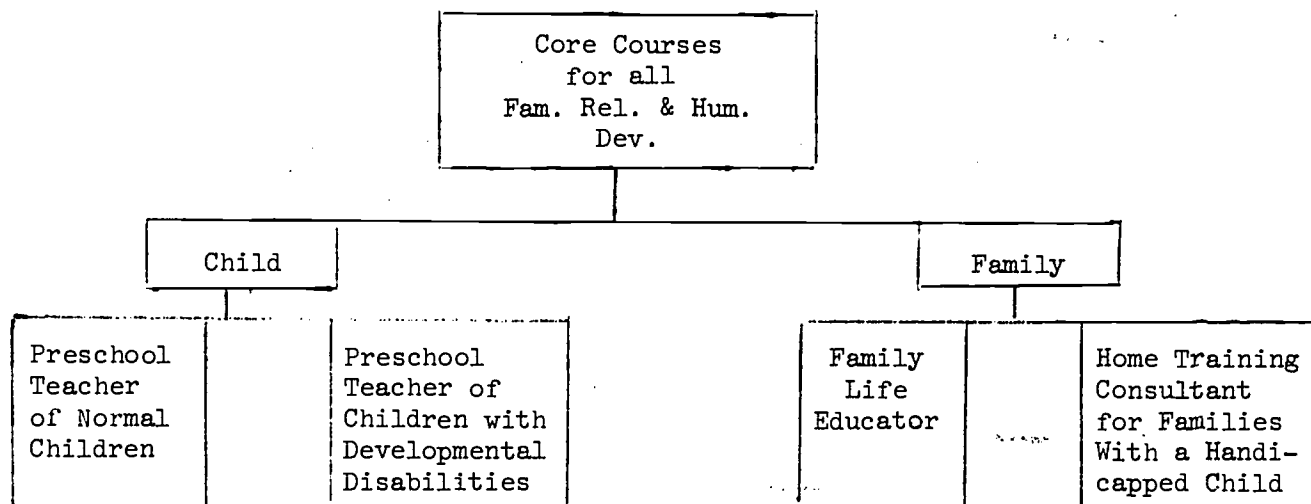 Core Courses
for all
Fam. Rel. & Hum.
Dev.
Child
Family
Preschool
Teacher
of Normal
Children
Preschool
Teacher of
Children with
Developmental
Disabilities
Family
Life
Educator
Home Training
Consultant
for Families
With a Handi-
capped Child